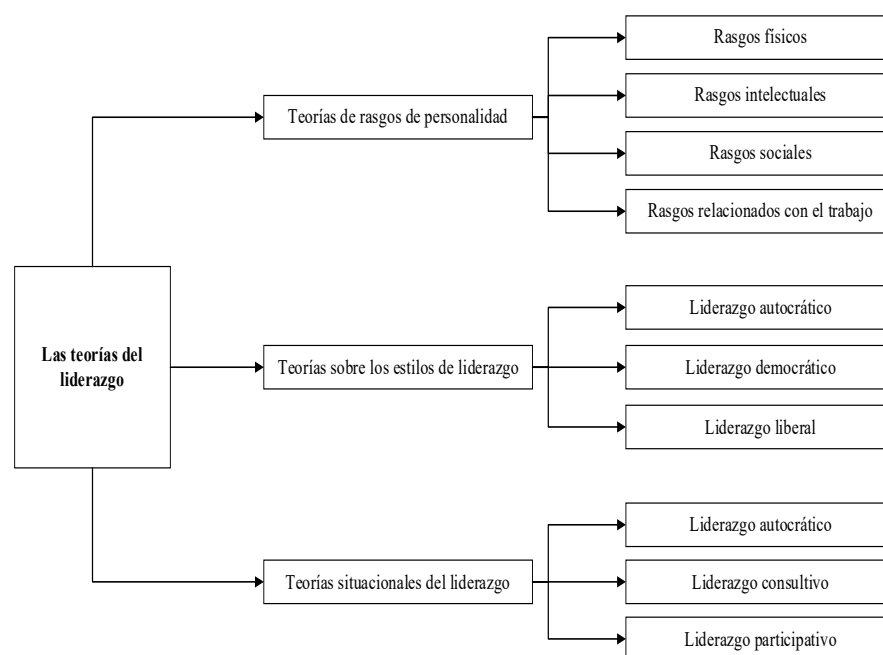 Las teorías del
liderazgo
Teorías de rasgos de personalidad
Rasgos físicos
Rasgos intelectuales
Rasgos sociales
Rasgos relacionados con el trabajo
Teorías sobre los estilos de liderazgo
Liderazgo autocrático
Liderazgo democrático
Liderazgo liberal
Teorías situacionales del liderazgo
Liderazgo autocrático
Liderazgo consultivo
Liderazgo participativo